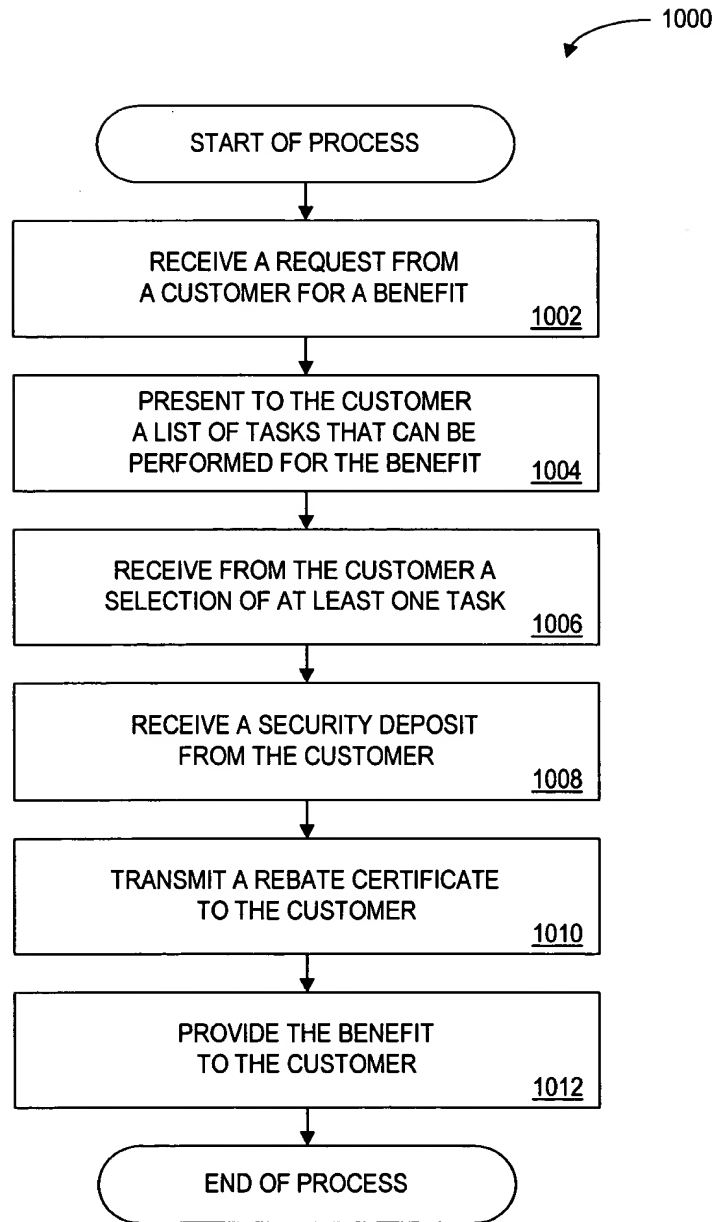 1000
START OF PROCESS
RECEIVE A REQUEST FROM
A CUSTOMER FOR A BENEFIT
1002
PRESENT TO THE CUSTOMER
A LIST OF TASKS THAT CAN BE
PERFORMED FOR THE BENEFIT
1004
RECEIVE FROM THE CUSTOMER A
SELECTION OF AT LEAST ONE TASK
1006
RECEIVE A SECURITY DEPOSIT
FROM THE CUSTOMER
1008
TRANSMIT A REBATE CERTIFICATE
TO THE CUSTOMER
1010
PROVIDE THE BENEFIT
TO THE CUSTOMER
1012
END OF PROCESS